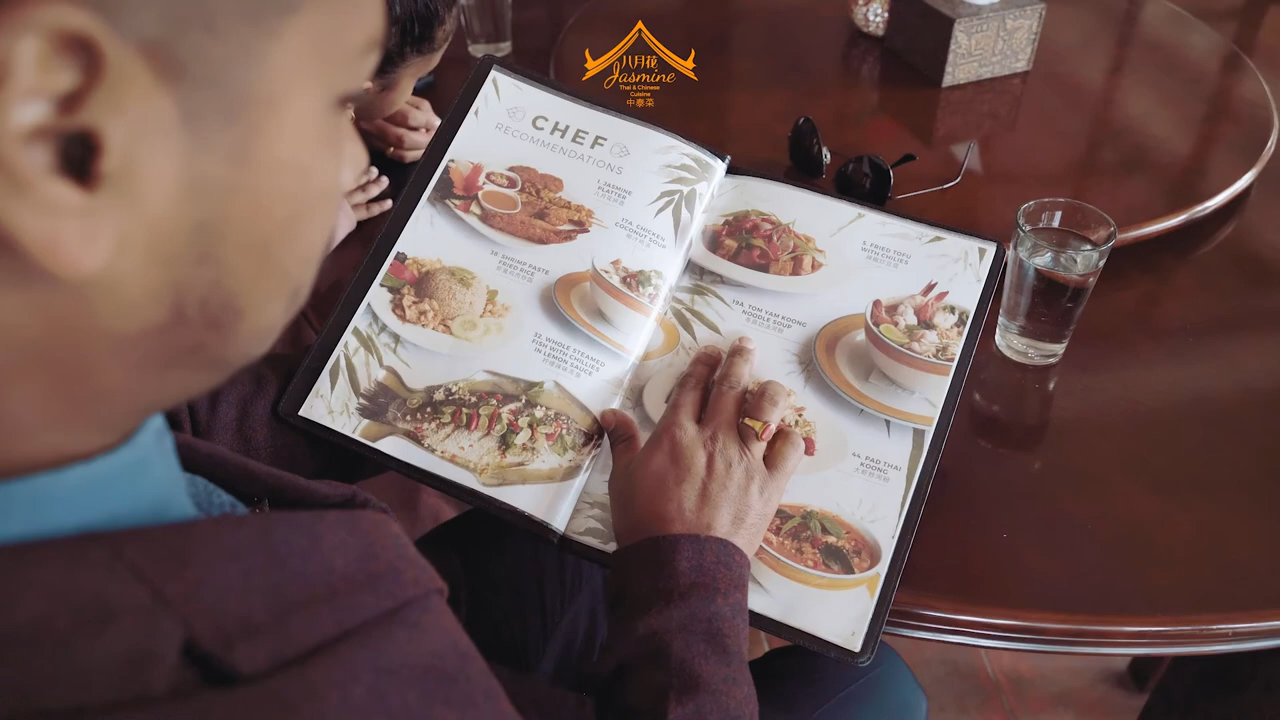 八月花
Jasmine
Thai & Chinese
Cuisine
中泰菜
CHEF
RECOMMENDATIONS
1. JASMINE
PLATTER
17A. CHICKEN
COCONUT SOUP
38. SHRIMP PASTE
FRIED RICE
32. WHOLE STEAMED
FISH WITH CHILLIES
IN LEMON SAUCE
5. FRIED TOFU
WITH CHILIES
19A. TOM YAM KOONG
NOODLE SOUP
44. PAD THAI
KOONG